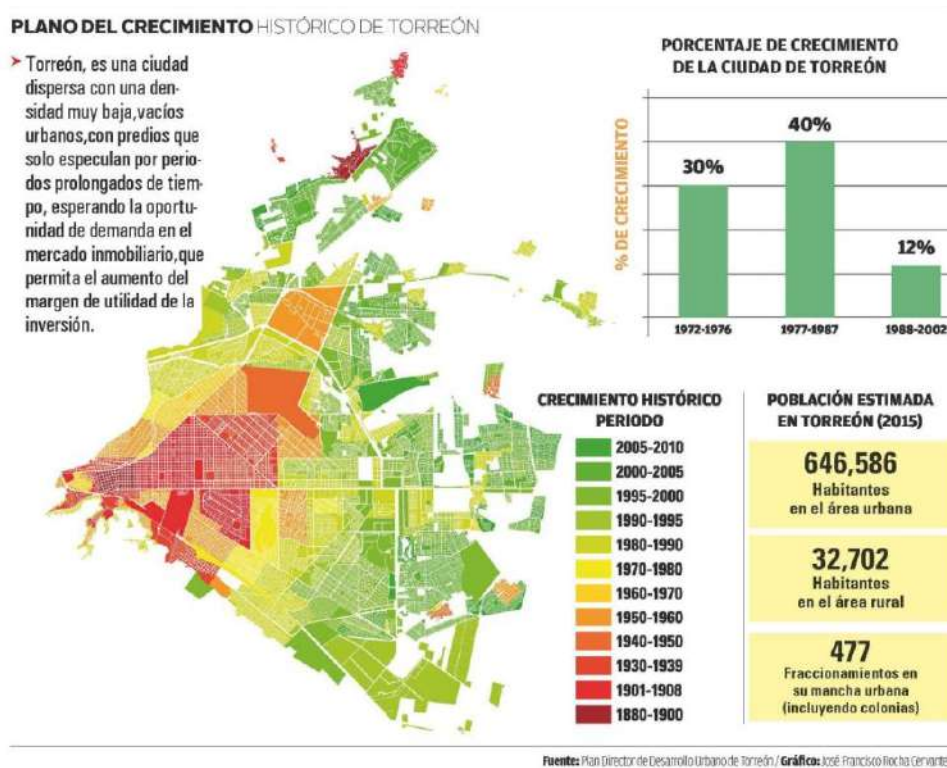 PLANO DEL CRECIMIENTO HISTÓRICO DE TORREÓN
➤ Torreón, es una ciudad
dispersa con una den-
sidad muy baja,vacíos
urbanos,con predios que
solo especulan por perio-
dos prolongados de tiem-
po, esperando la oportu-
nidad de demanda en el
mercado inmobiliario,que
permita el aumento del
margen de utilidad de la
inversión.
PORCENTAJE DE CRECIMIENTO
DE LA CIUDAD DE TORREÓN
% DE CRECIMIENTO
30%
40%
12%
1972-1976
1977-1987
1988-2002
CRECIMIENTO HISTÓRICO
PERIODO
2005-2010
2000-2005
1995-2000
1990-1995
1980-1990
1970-1980
1960-1970
1950-1960
1940-1950
1930-1939
1901-1908
1880-1900
POBLACIÓN ESTIMADA
EN TORREÓN (2015)
646,586
Habitantes
en el área urbana
32,702
Habitantes
en el área rural
477
Fraccionamientos en
su mancha urbana
(incluyendo colonias)
Fuente: Plan Director de Desarrollo Urbano de Torreón / Gráfico: José Francisco Rocha Cervante